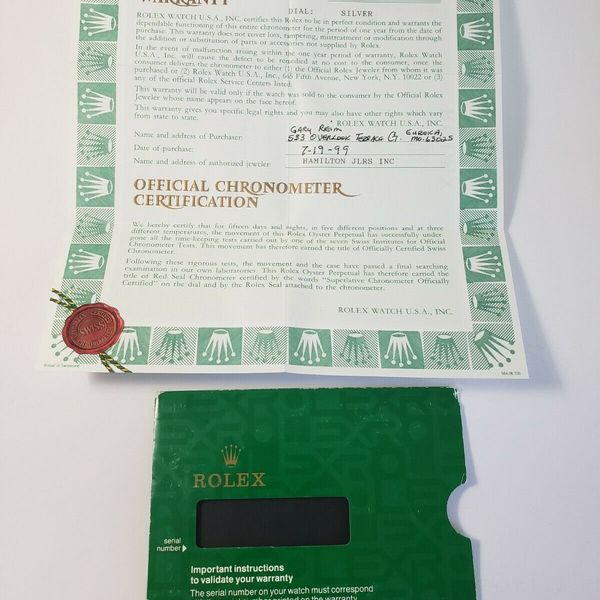 WARRANTY
DIAL: SILVER
ROLEX WATCH U.S.A., INC. certifies this Rolex to be in perfect condition and warrants the
dependable functioning of this entire chronometer for the period of one year from the date of
purchase. This warranty does not cover loss, tampering, mistreatment or modification through
the addition or substitution of parts or accessories not supplied by Rolex.
In the event of malfunction arising within the one year period of warranty, Rolex Watch
U.S.A., Inc. will cause the defect to be remedied at no cost to the consumer, once the
consumer delivers the chronometer to either (1) the Official Rolex Jeweler from whom it was
purchased or (2) Rolex Watch U.S.A., Inc., 665 Fifth Avenue, New York, N.Y. 10022 or (3)
any of the official Rolex Service Centers listed.
This warranty will be valid only if the watch was sold to the consumer by the Official Rolex
Jeweler whose name appears on the face hereof.
This warranty gives you specific legal rights and you may also have other rights which vary
from state to state.
ROLEX WATCH U.S.A., INC.
Gary
Name and address of Purchaser: 533 Overlook Terrace Ct. Eureka, Mo. 63025
Date of purchase: 7-19-99
Name and address of authorized jeweler: HAMILTON JLRS INC
OFFICIAL CHRONOMETER
CERTIFICATION
We hereby certify that for fifteen days and nights, in five different positions and at three
different temperatures, the movement of this Rolex Oyster Perpetual has successfully under-
gone all the time-keeping tests carried out by one of the seven Swiss Institutes for Official
Chronometer Tests. This movement has therefore earned the title of Officially Certified Swiss
Chronometer.
Following these rigorous tests, the movement and the case have passed a final searching
examination in our own laboratories. This Rolex Oyster Perpetual has therefore earned the
title of Red Seal Chronometer certified by the words "Superlative Chronometer Officially
Certified" on the dial and by the Rolex Seal attached to the chronometer.
ROLEX WATCH U.S.A., INC.
SWISS
Printed in Switzerland
ROLEX
serial
number
Important instructions
to validate your warranty
The serial number on your watch must correspond